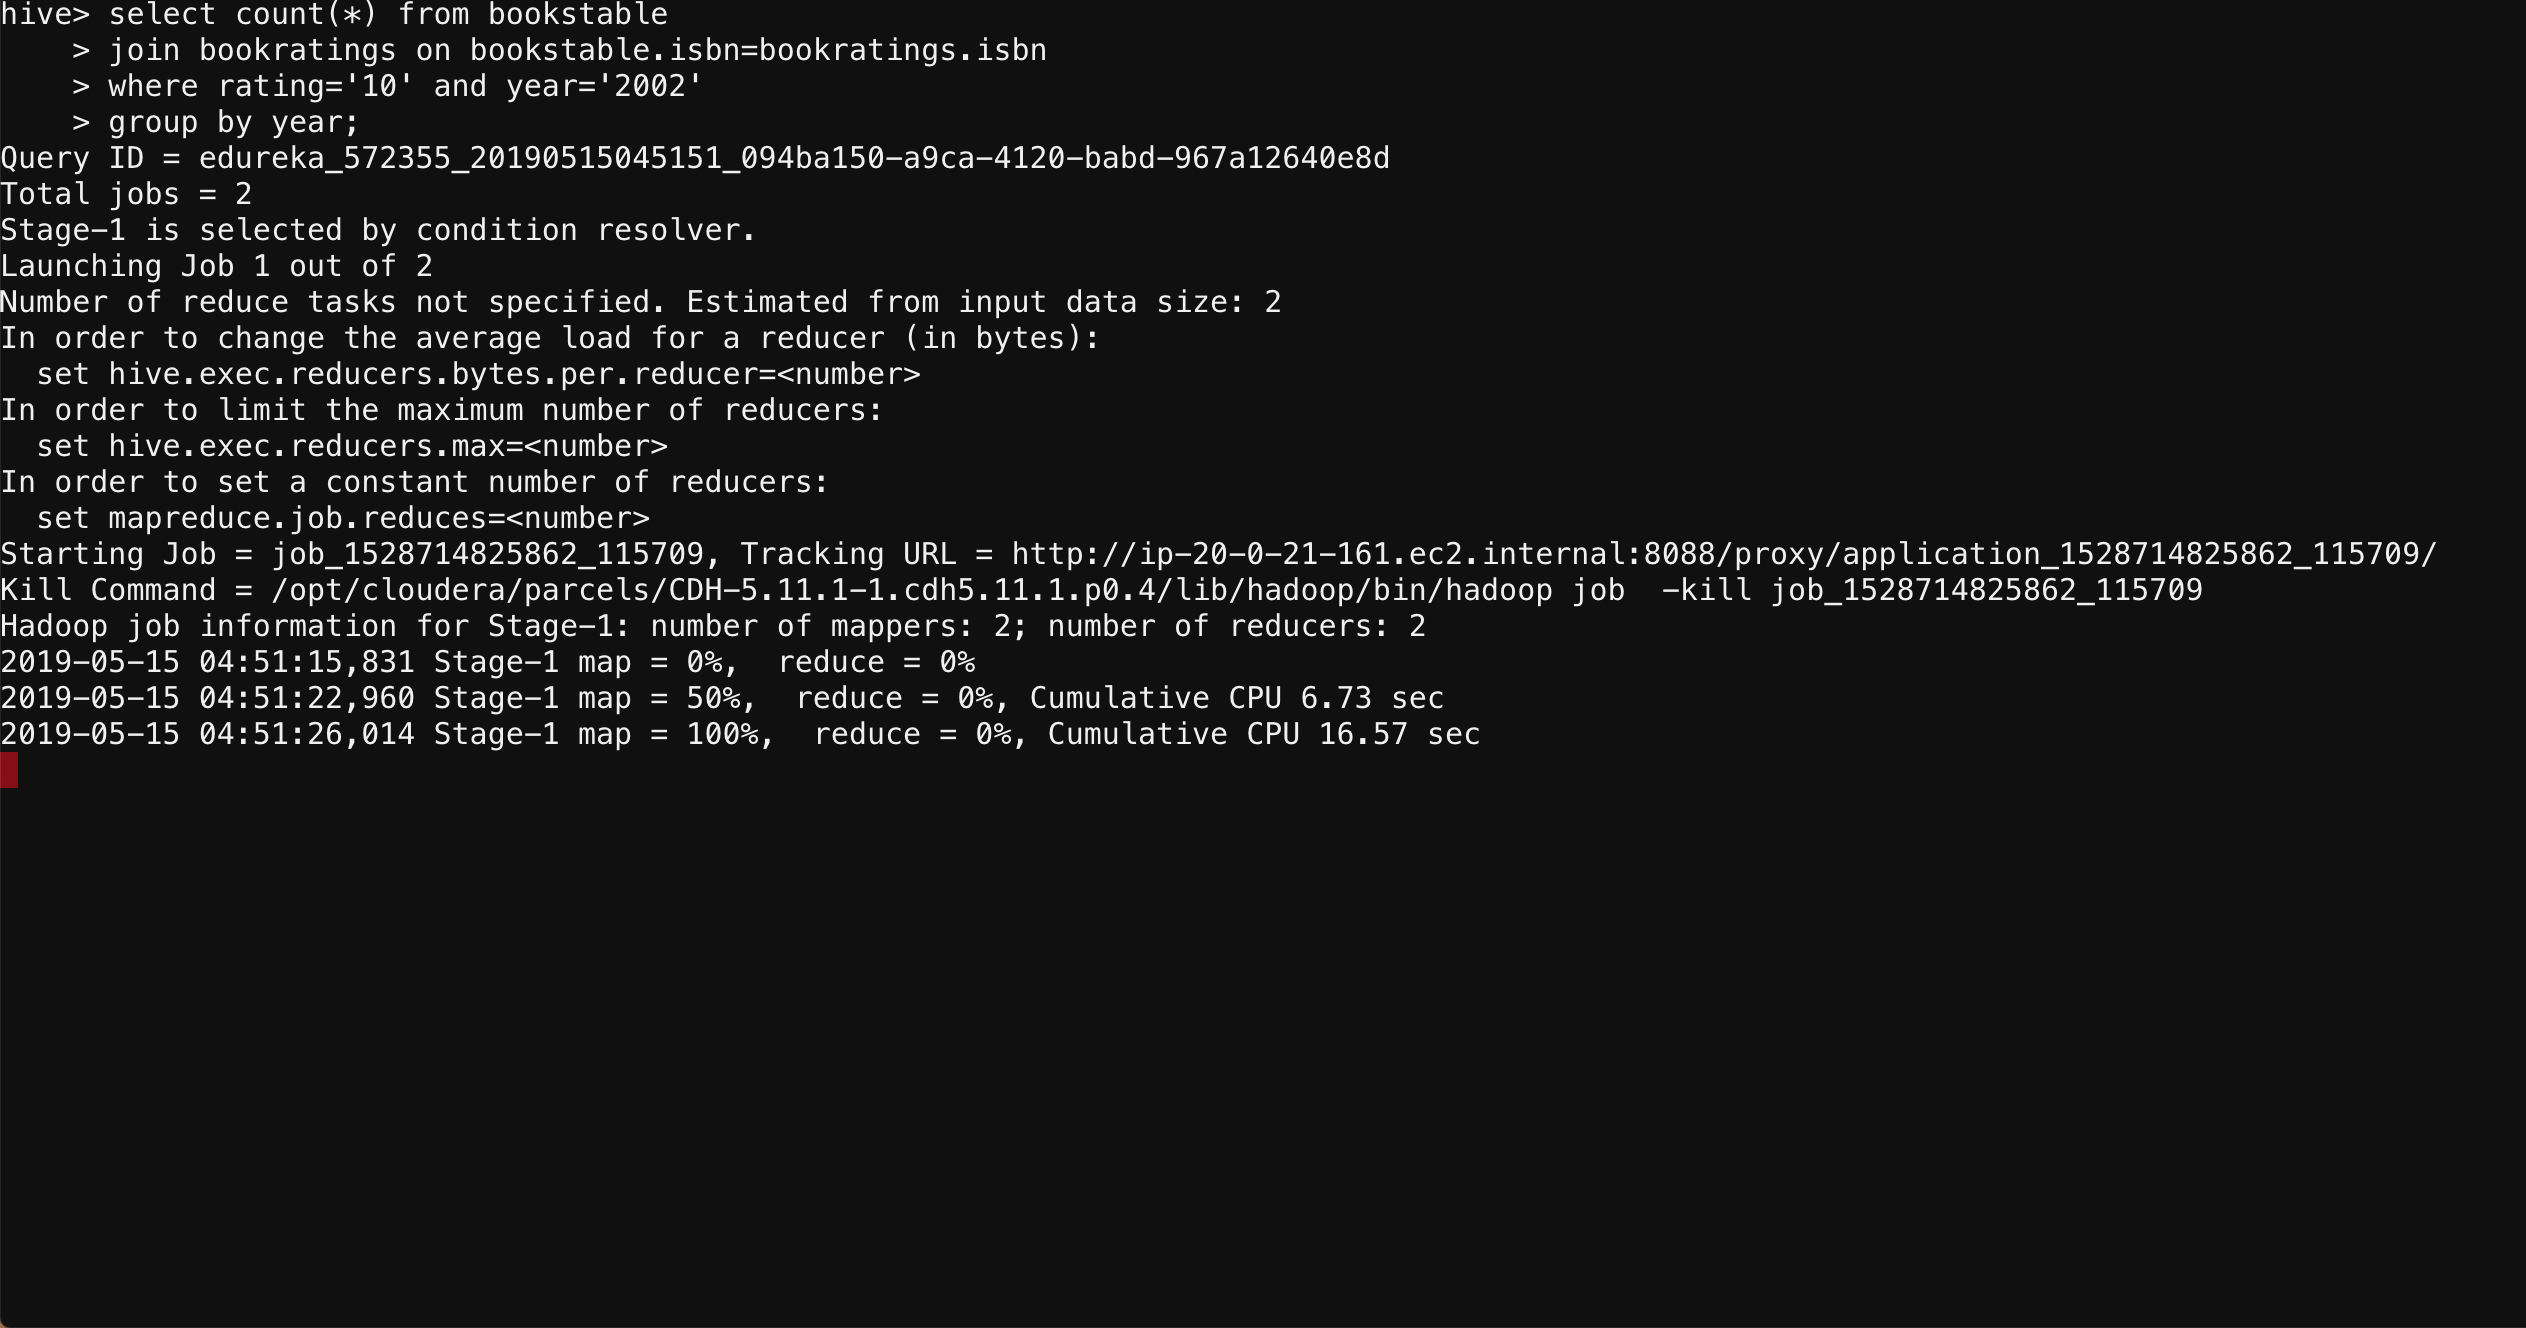 hive> select count(*) from bookstable
    > join bookratings on bookstable.isbn=bookratings.isbn
    > where rating='10' and year='2002'
    > group by year;
Query ID = edureka_572355_20190515045151_094ba150-a9ca-4120-babd-967a12640e8d
Total jobs = 2
Stage-1 is selected by condition resolver.
Launching Job 1 out of 2
Number of reduce tasks not specified. Estimated from input data size: 2
In order to change the average load for a reducer (in bytes):
  set hive.exec.reducers.bytes.per.reducer=<number>
In order to limit the maximum number of reducers:
  set hive.exec.reducers.max=<number>
In order to set a constant number of reducers:
  set mapreduce.job.reduces=<number>
Starting Job = job_1528714825862_115709, Tracking URL = http://ip-20-0-21-161.ec2.internal:8088/proxy/application_1528714825862_115709/
Kill Command = /opt/cloudera/parcels/CDH-5.11.1-1.cdh5.11.1.p0.4/lib/hadoop/bin/hadoop job  -kill job_1528714825862_115709
Hadoop job information for Stage-1: number of mappers: 2; number of reducers: 2
2019-05-15 04:51:15,831 Stage-1 map = 0%,  reduce = 0%
2019-05-15 04:51:22,960 Stage-1 map = 50%,  reduce = 0%, Cumulative CPU 6.73 sec
2019-05-15 04:51:26,014 Stage-1 map = 100%,  reduce = 0%, Cumulative CPU 16.57 sec